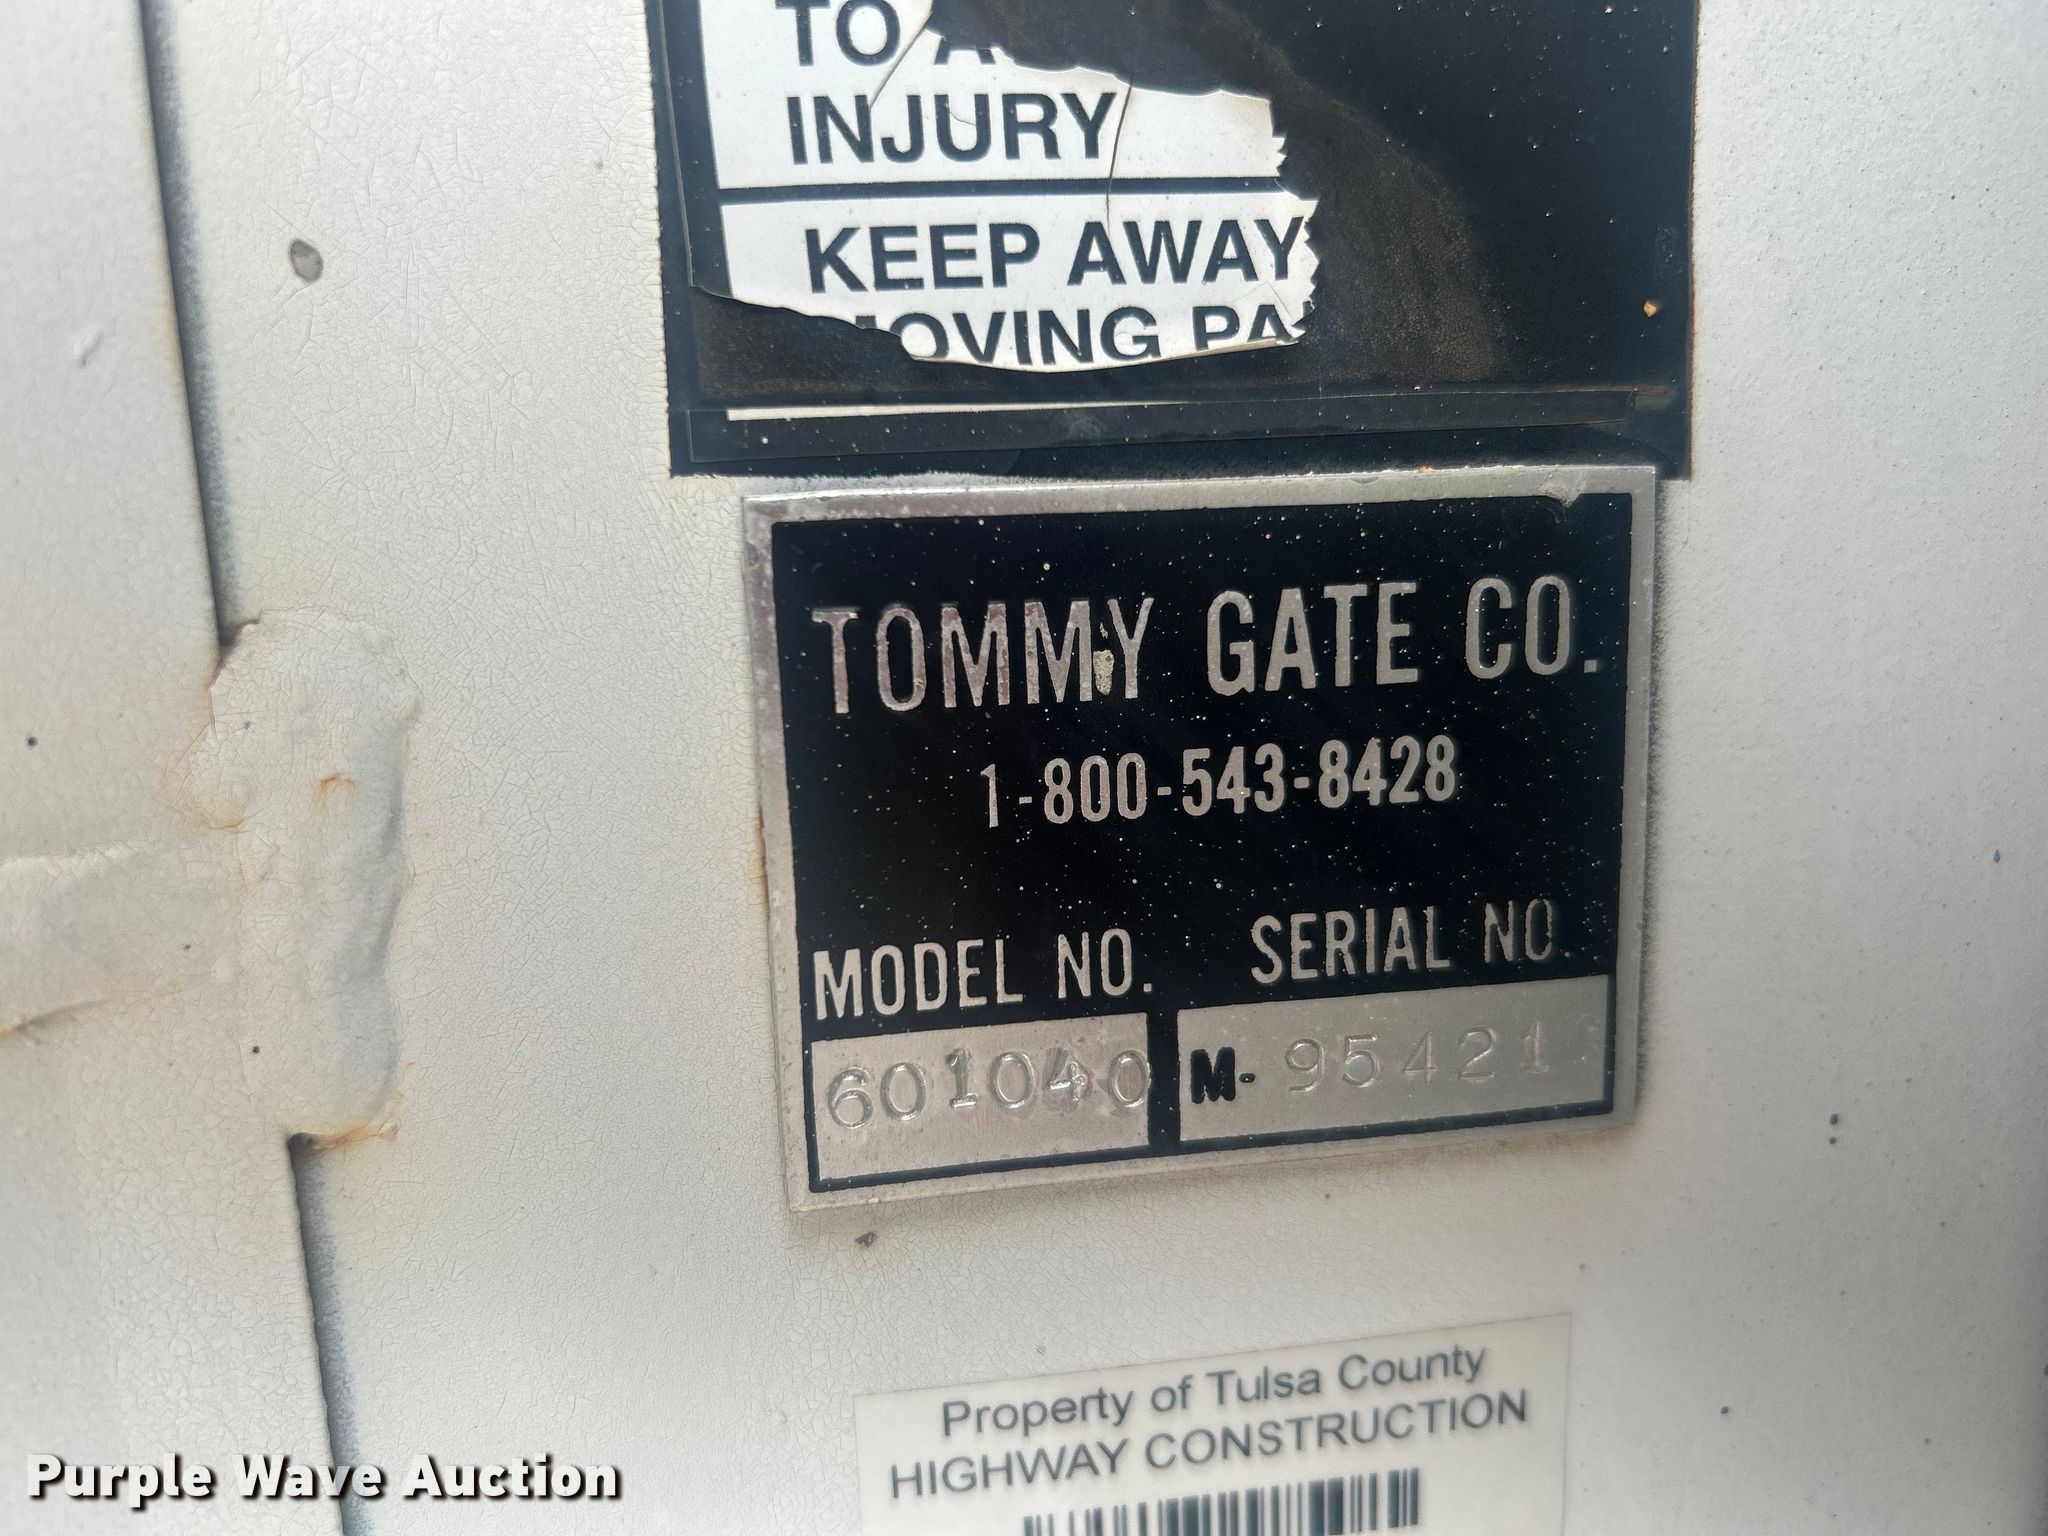 TO A
INJURY
KEEP AWAY
MOVING PA
TOMMY GATE CO.
1-800-543-8428
MODEL NO. SERIAL NO.
601040 M- 95421
Property of Tulsa County
HIGHWAY CONSTRUCTION
Purple Wave Auction